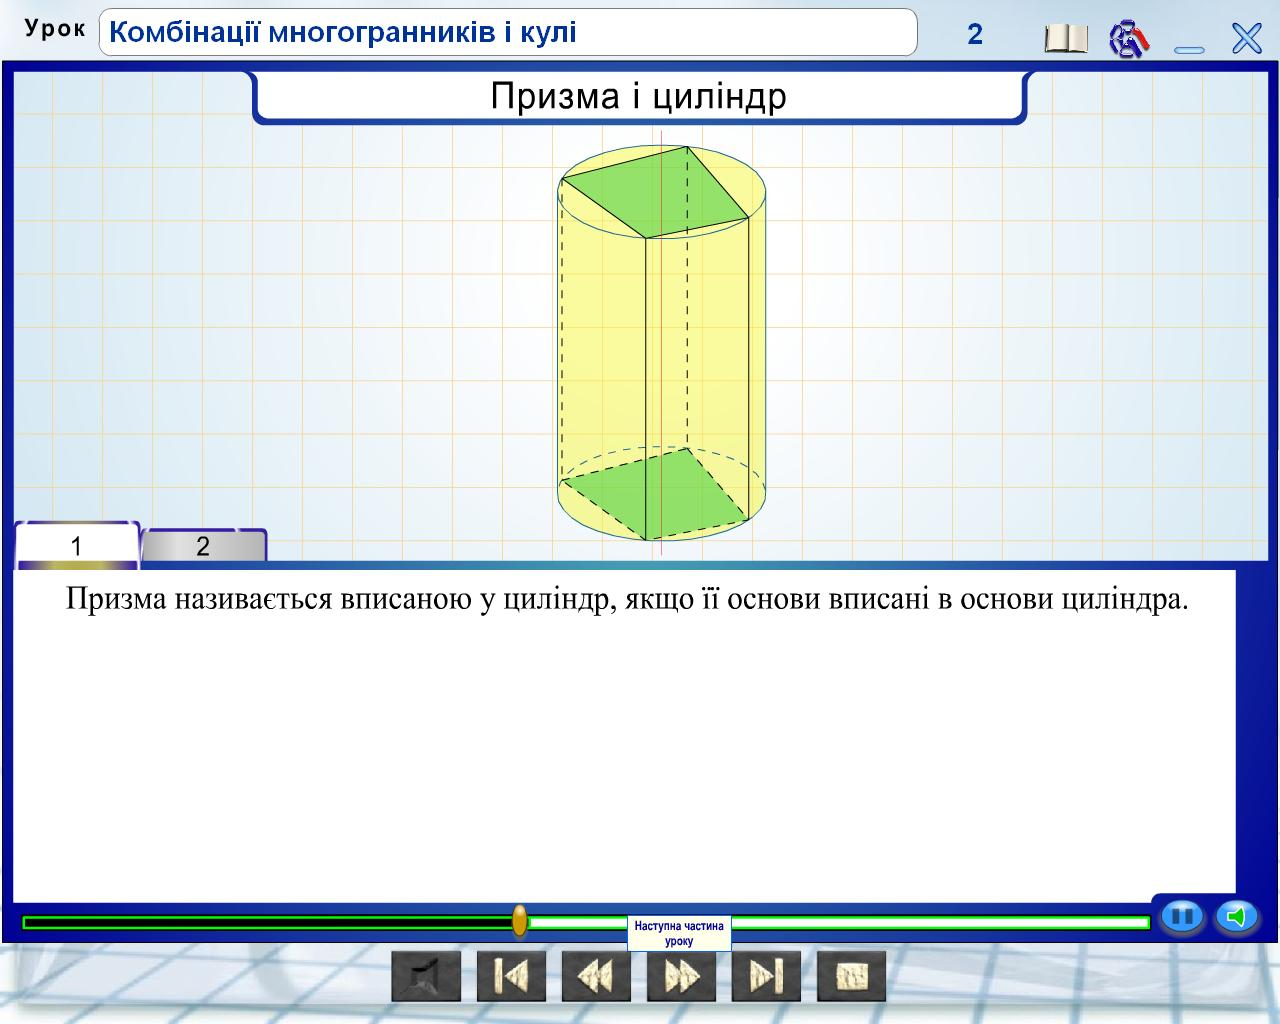 Урок
Комбінації многогранників і кулі
2
Призма і циліндр
1
2
Призма називається вписаною у циліндр, якщо її основи вписані в основи циліндра.
Наступна частина
уроку